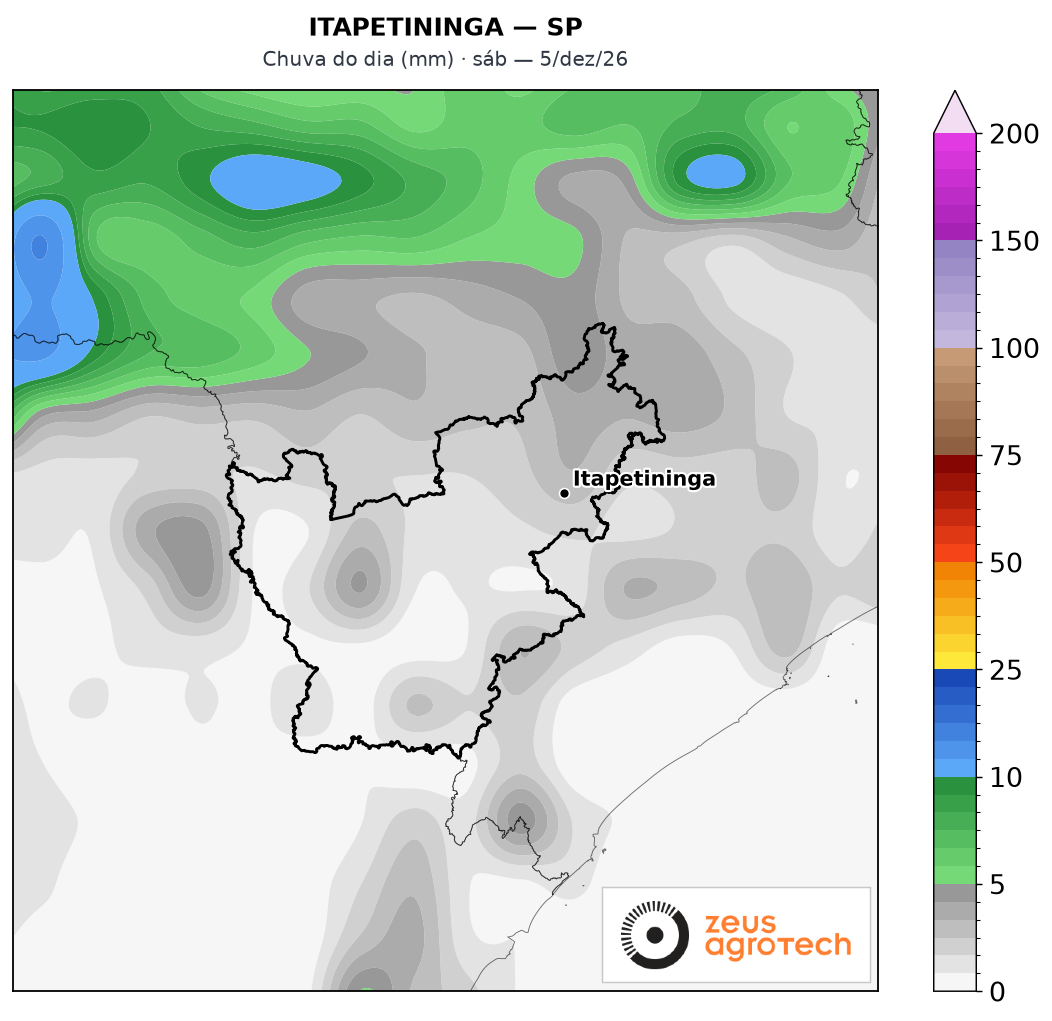 ITAPETININGA — SP
Chuva do dia (mm) · sáb — 5/dez/26
200
150
100
75
50
25
10
5
0
Itapetininga
zeus
agrotech